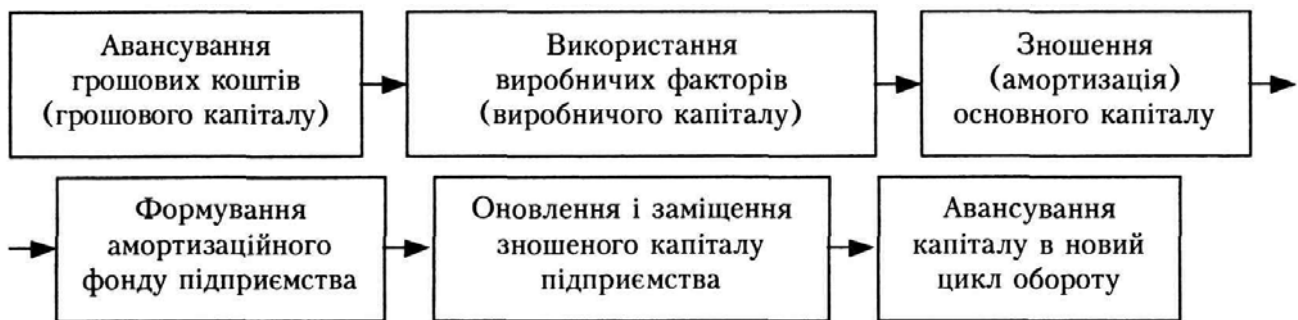 Авансування
грошових коштів
(грошового капіталу)
Використання
виробничих факторів
(виробничого капіталу)
Зношення
(амортизація)
основного капіталу
Формування
амортизаційного
фонду підприємства
Оновлення і заміщення
зношеного капіталу
підприємства
Авансування
капіталу в новий
цикл обороту